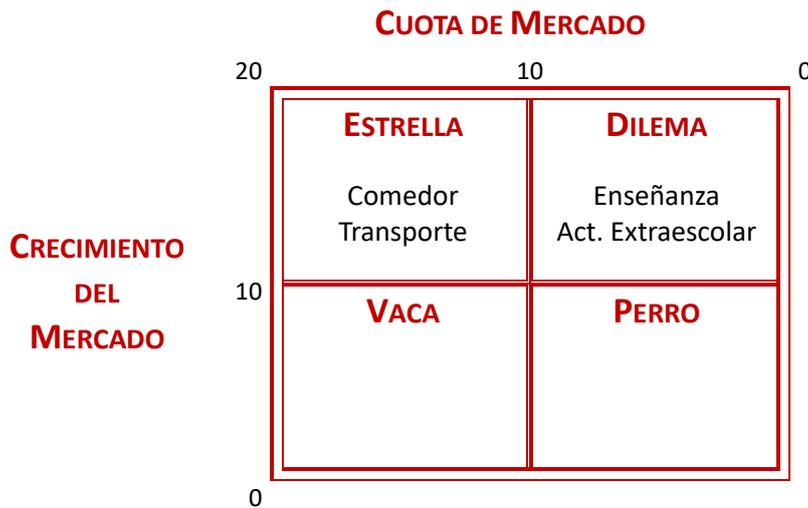 CUOTA DE MERCADO
20 10 0
ESTRELLA DILEMA
Comedor Enseñanza
Transporte Act. Extraescolar
CRECIMIENTO
DEL
MERCADO
10
VACA PERRO
0